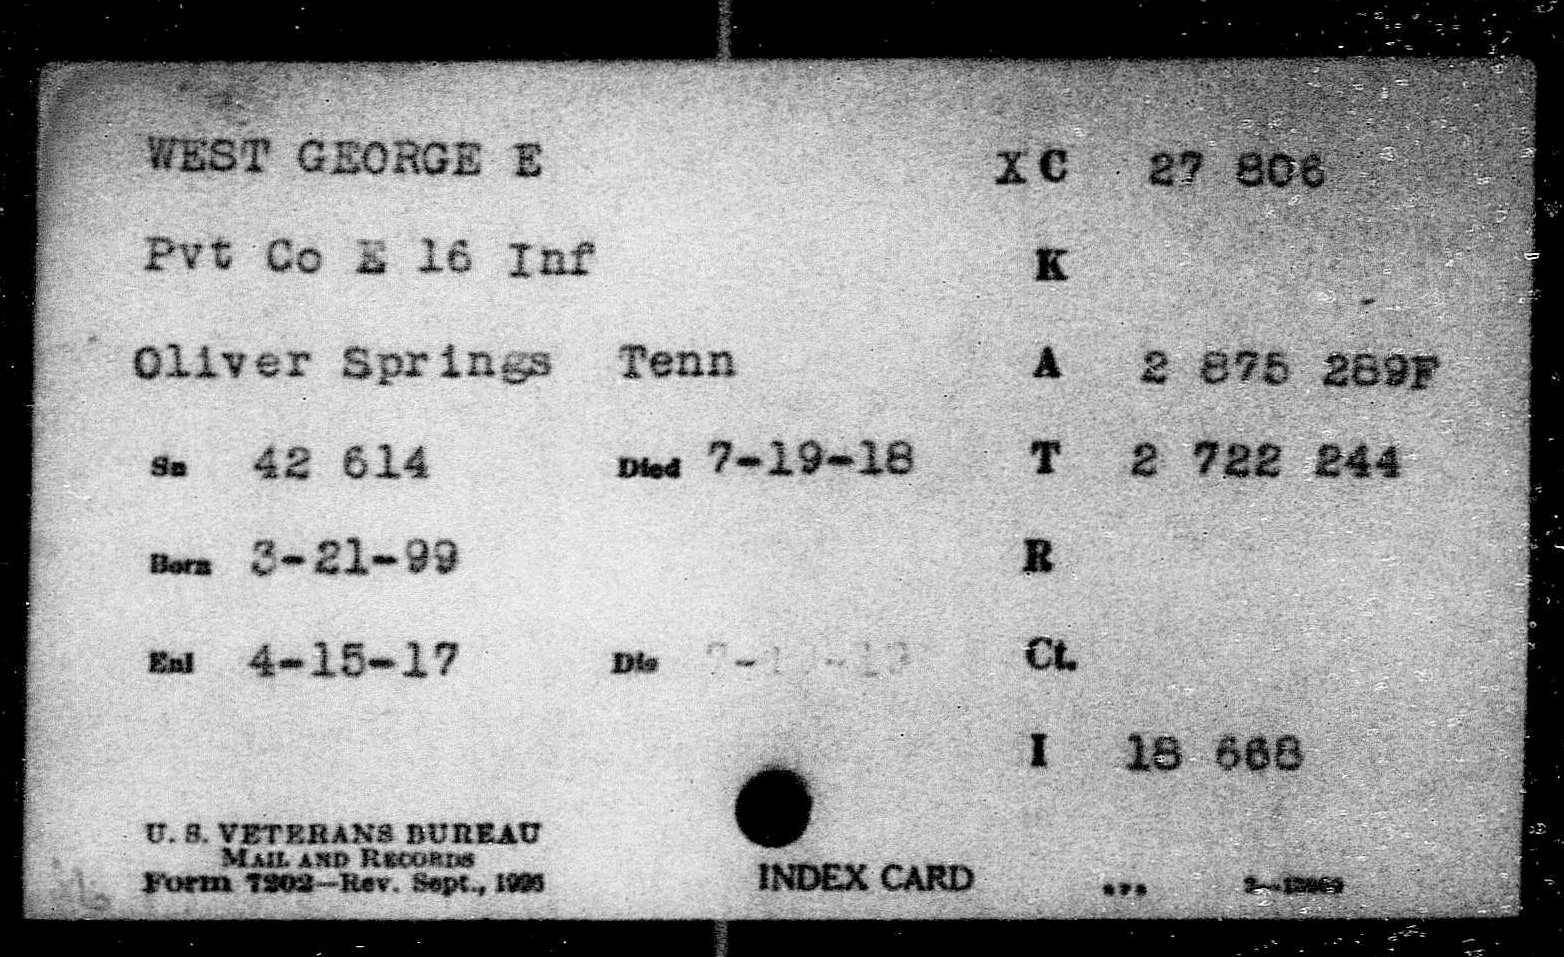 WEST GEORGE E XC 27 806
Pvt Co E 16 Inf K
Oliver Springs Tenn A 2 875 289F
Sn 42 614 Died 7-19-18 T 2 722 244
Born 3-21-99 R
Enl 4-15-17 Dis Ct.
I 18 668
U. S. VETERANS BUREAU
MAIL AND RECORDS
Form 7202—Rev. Sept., 1926 INDEX CARD